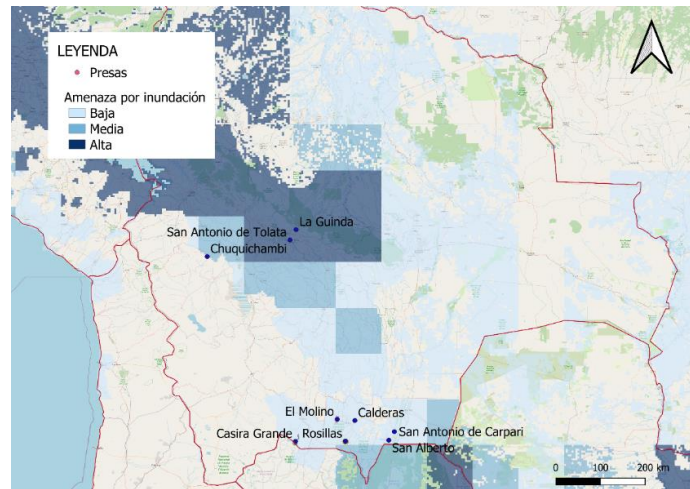 LEYENDA
Presas
Amenaza por inundación
Baja
Media
Alta
La Guinda
San Antonio de Tolata
Chuquichambi
El Molino
Calderas
San Antonio de Carpari
Casira Grande
Rosillas
San Alberto
0 100 200 km